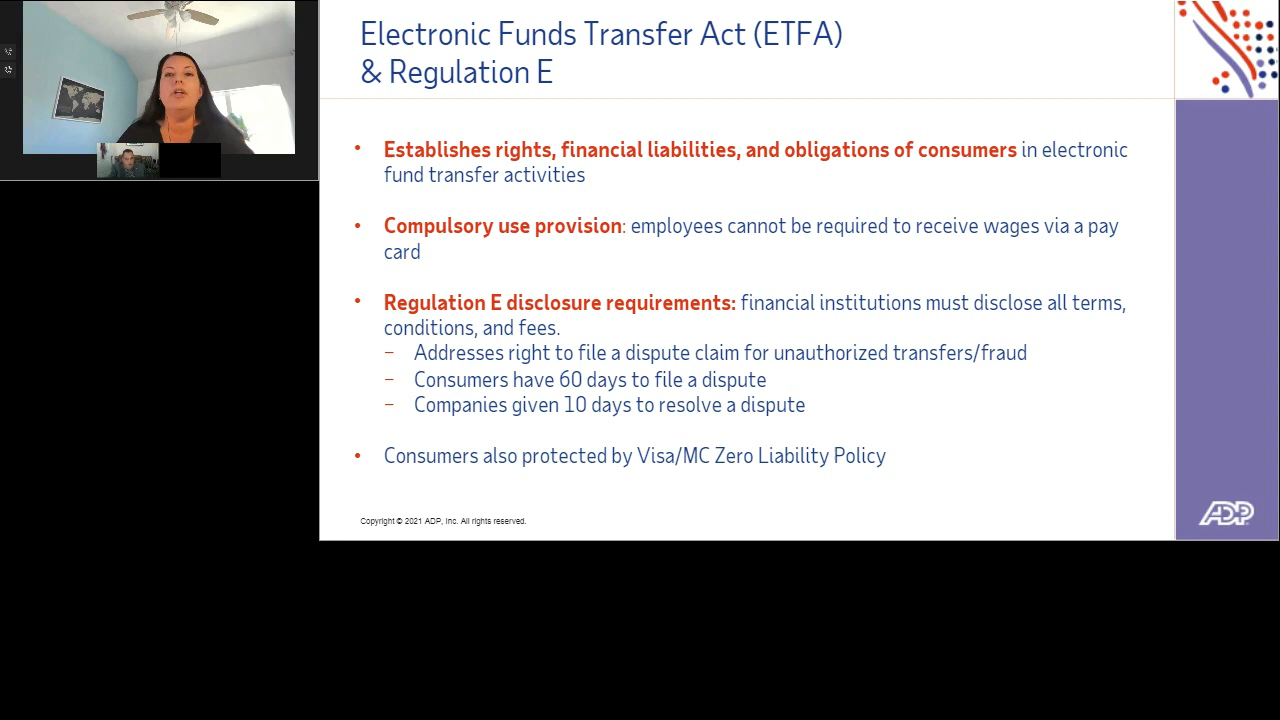 Electronic Funds Transfer Act (ETFA)
& Regulation E
• Establishes rights, financial liabilities, and obligations of consumers in electronic
fund transfer activities
• Compulsory use provision: employees cannot be required to receive wages via a pay
card
• Regulation E disclosure requirements: financial institutions must disclose all terms,
conditions, and fees.
– Addresses right to file a dispute claim for unauthorized transfers/fraud
– Consumers have 60 days to file a dispute
– Companies given 10 days to resolve a dispute
• Consumers also protected by Visa/MC Zero Liability Policy
Copyright © 2021 ADP, Inc. All rights reserved.
ADP